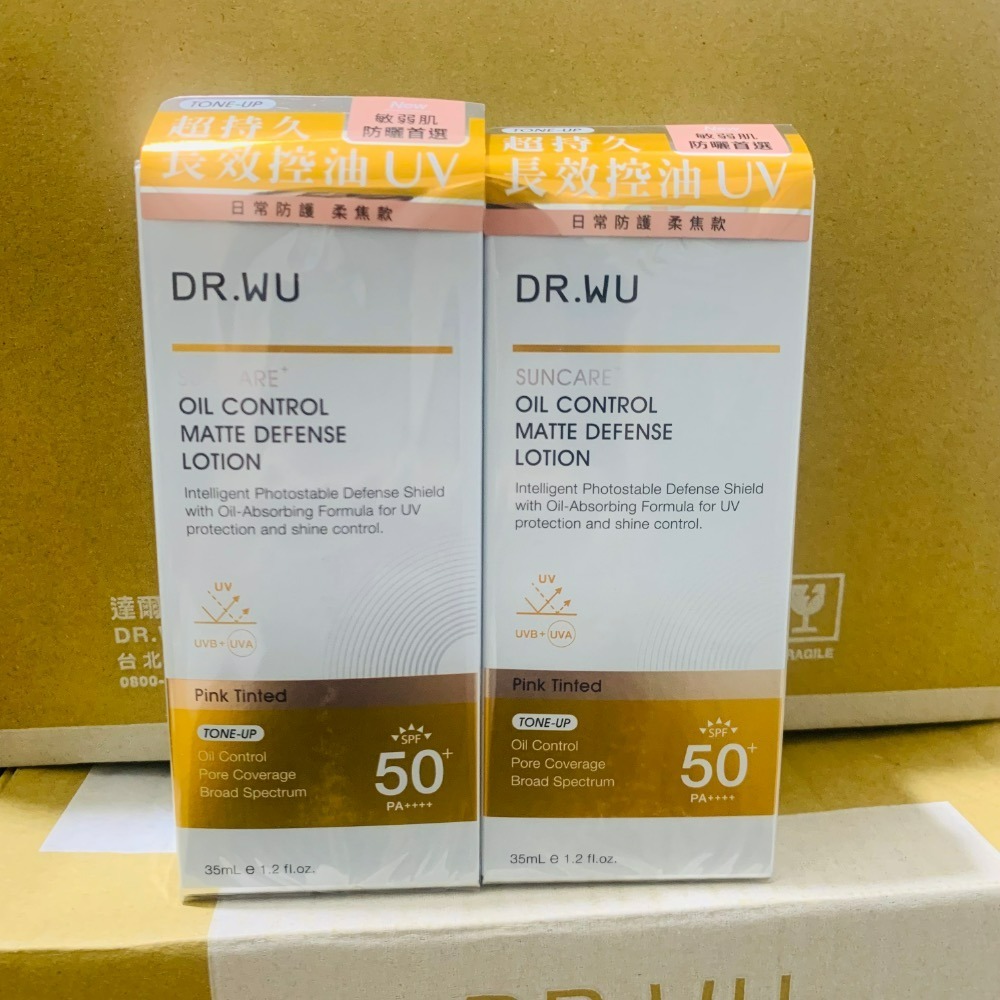 TONE-UP
New
敏弱肌
防曬首選
超持久
長效控油UV
日常防護 柔焦款
DR.WU
OIL CONTROL
MATTE DEFENSE
LOTION
Intelligent Photostable Defense Shield
with Oil-Absorbing Formula for UV
protection and shine control.
UV
UVB+UVA
Pink Tinted
TONE-UP
Oil Control
Pore Coverage
Broad Spectrum
SPF
50+
PA++++
35mL e 1.2 fl.oz.
TONE-UP
New
敏弱肌
防曬首選
超持久
長效控油UV
日常防護 柔焦款
DR.WU
SUNCARE+
OIL CONTROL
MATTE DEFENSE
LOTION
Intelligent Photostable Defense Shield
with Oil-Absorbing Formula for UV
protection and shine control.
UV
UVB+UVA
Pink Tinted
TONE-UP
Oil Control
Pore Coverage
Broad Spectrum
SPF
50+
PA++++
35mL e 1.2 fl.oz.
達爾
DR.
台北
0800-
DR.WU